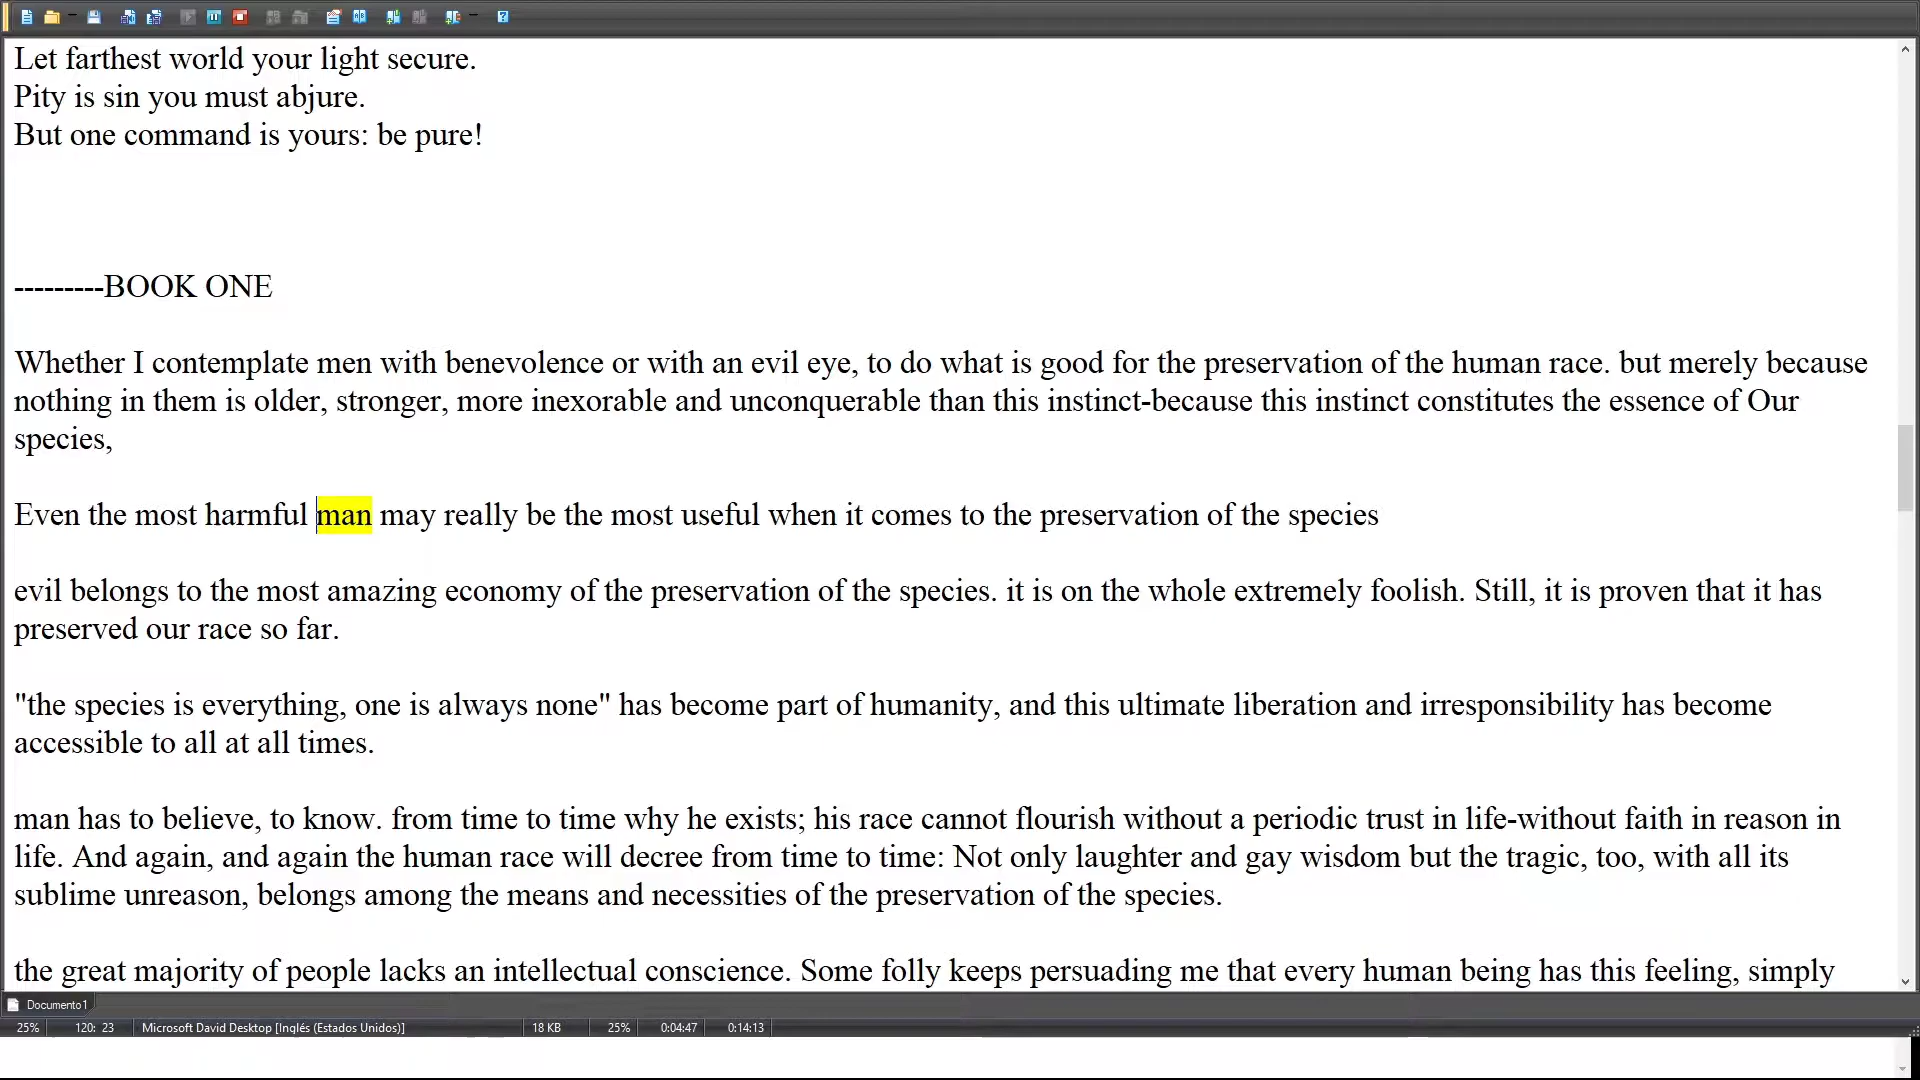 Let farthest world your light secure.
Pity is sin you must abjure.
But one command is yours: be pure!
---------BOOK ONE
Whether I contemplate men with benevolence or with an evil eye, to do what is good for the preservation of the human race. but merely because
nothing in them is older, stronger, more inexorable and unconquerable than this instinct-because this instinct constitutes the essence of Our
species,
Even the most harmful man may really be the most useful when it comes to the preservation of the species
evil belongs to the most amazing economy of the preservation of the species. it is on the whole extremely foolish. Still, it is proven that it has
preserved our race so far.
"the species is everything, one is always none" has become part of humanity, and this ultimate liberation and irresponsibility has become
accessible to all at all times.
man has to believe, to know. from time to time why he exists; his race cannot flourish without a periodic trust in life-without faith in reason in
life. And again, and again the human race will decree from time to time: Not only laughter and gay wisdom but the tragic, too, with all its
sublime unreason, belongs among the means and necessities of the preservation of the species.
the great majority of people lacks an intellectual conscience. Some folly keeps persuading me that every human being has this feeling, simply
Documento1
25% 120: 23 Microsoft David Desktop [Inglés (Estados Unidos)] 18 KB 25% 0:04:47 0:14:13